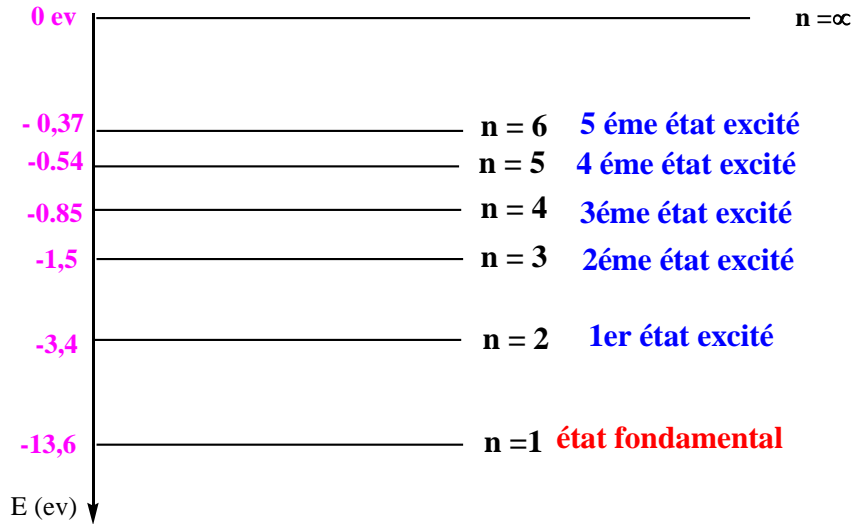 0 ev n =∝
- 0,37 n = 6 5 éme état excité
-0.54 n = 5 4 éme état excité
-0.85 n = 4 3éme état excité
-1,5 n = 3 2éme état excité
-3,4 n = 2 1er état excité
-13,6 n =1 état fondamental
E (ev)